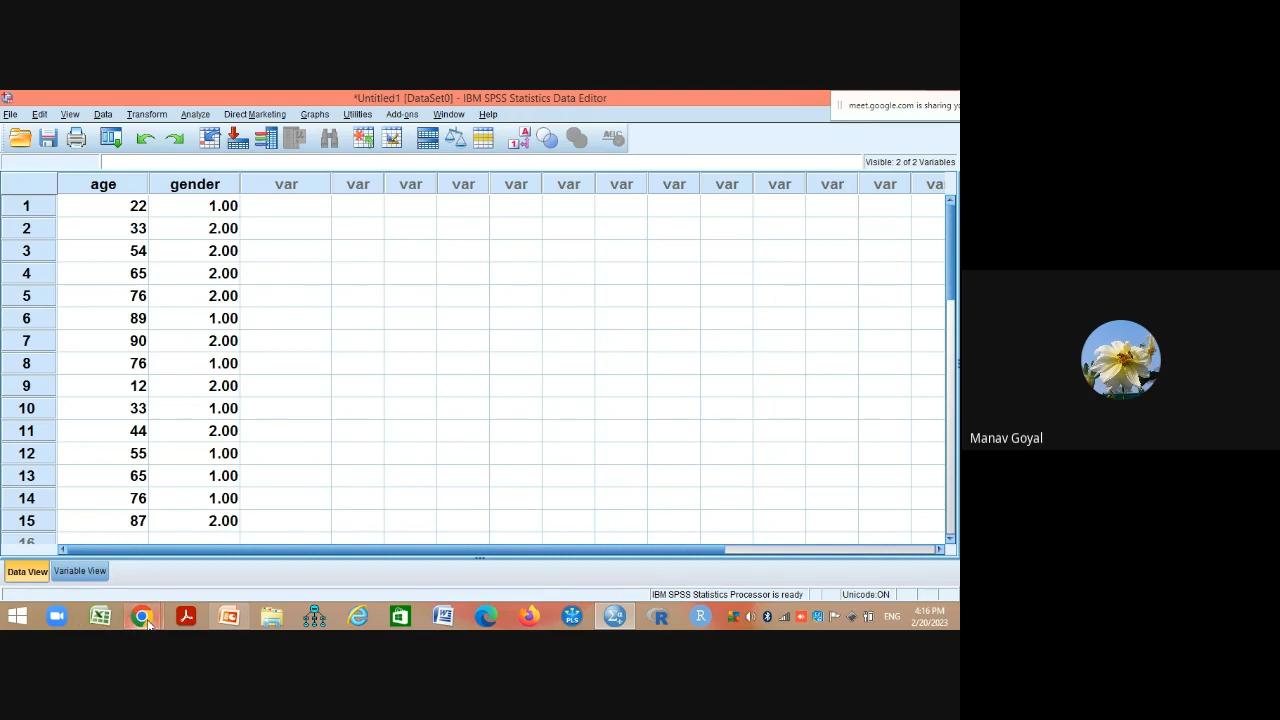 *Untitled1 [DataSet0] - IBM SPSS Statistics Data Editor
meet.google.com is sharing yo
File Edit View Data Transform Analyze Direct Marketing Graphs Utilities Add-ons Window Help
Visible: 2 of 2 Variables
age gender var var var var var var var var var var var var va
1 22 1.00
2 33 2.00
3 54 2.00
4 65 2.00
5 76 2.00
6 89 1.00
7 90 2.00
8 76 1.00
9 12 2.00
10 33 1.00
11 44 2.00
12 55 1.00
13 65 1.00
14 76 1.00
15 87 2.00
16
Manav Goyal
Data View Variable View
IBM SPSS Statistics Processor is ready Unicode:ON
PLS R R ENG 4:16 PM
2/20/2023